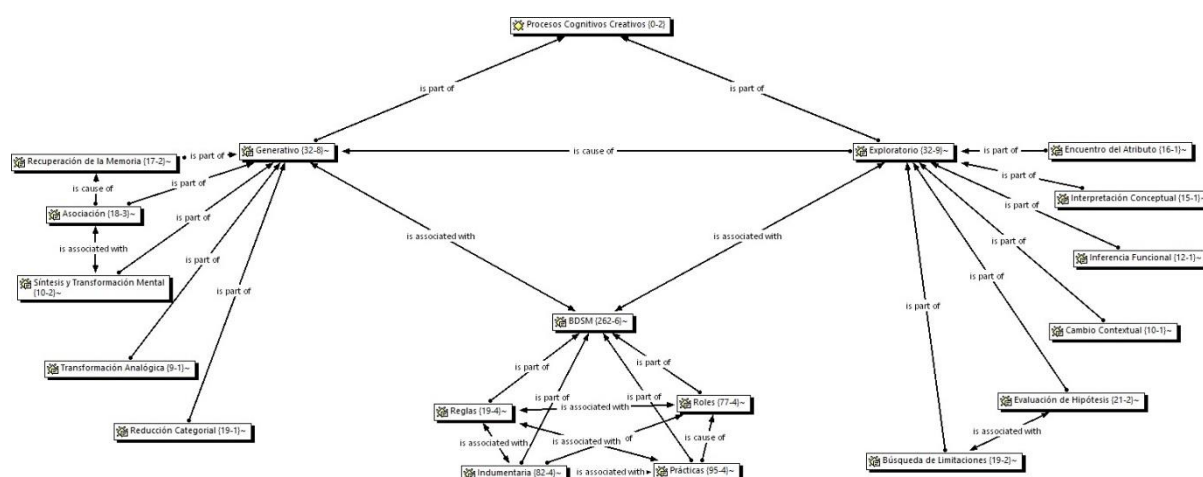 Procesos Cognitivos Creativos {0-2}
is part of
is part of
Generativo {32-8}~
is cause of
Exploratorio {32-9}~
Recuperación de la Memoria {17-2}~
is part of
is part of
Encuentro del Atributo {16-1}~
is cause of
is part of
is part of
Interpretación Conceptual {15-1}~
Asociación {18-3}~
is part of
is part of
is associated with
is associated with
is associated with
Inferencia Funcional {12-1}~
is part of
is part of
Síntesis y Transformación Mental
{10-2}~
is part of
is part of
is part of
BDSM {262-6}~
Cambio Contextual {10-1}~
Transformación Analógica {9-1}~
is part of
is part of
is part of
is part of
Reglas {19-4}~
is associated with
Roles {77-4}~
Evaluación de Hipótesis {21-2}~
Reducción Categorial {19-1}~
is associated with
is associated with
of
is cause of
is associated with
Indumentaria {82-4}~
is associated with
Prácticas {95-4}~
Búsqueda de Limitaciones {19-2}~